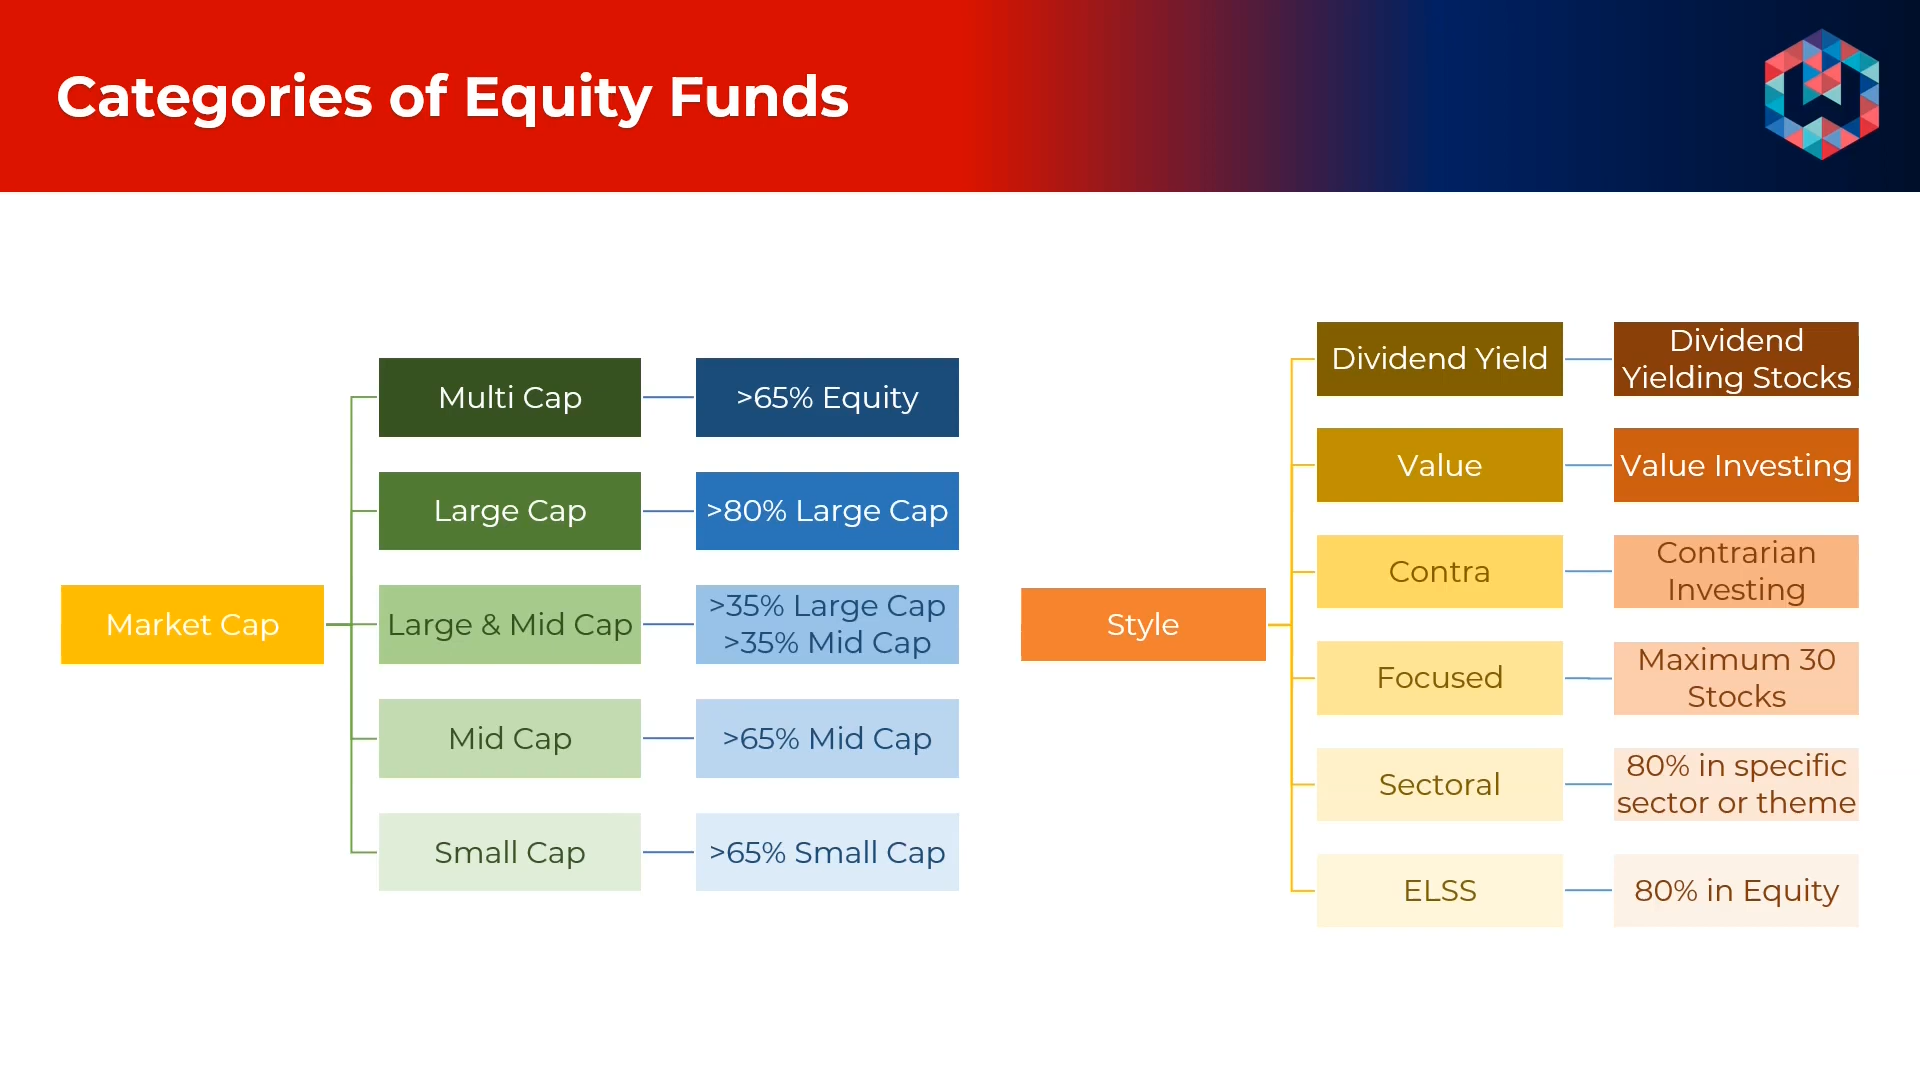 Categories of Equity Funds
Market Cap
Multi Cap
>65% Equity
Large Cap
>80% Large Cap
Large & Mid Cap
>35% Large Cap
>35% Mid Cap
Mid Cap
>65% Mid Cap
Small Cap
>65% Small Cap
Style
Dividend Yield
Dividend
Yielding Stocks
Value
Value Investing
Contra
Contrarian
Investing
Focused
Maximum 30
Stocks
Sectoral
80% in specific
sector or theme
ELSS
80% in Equity